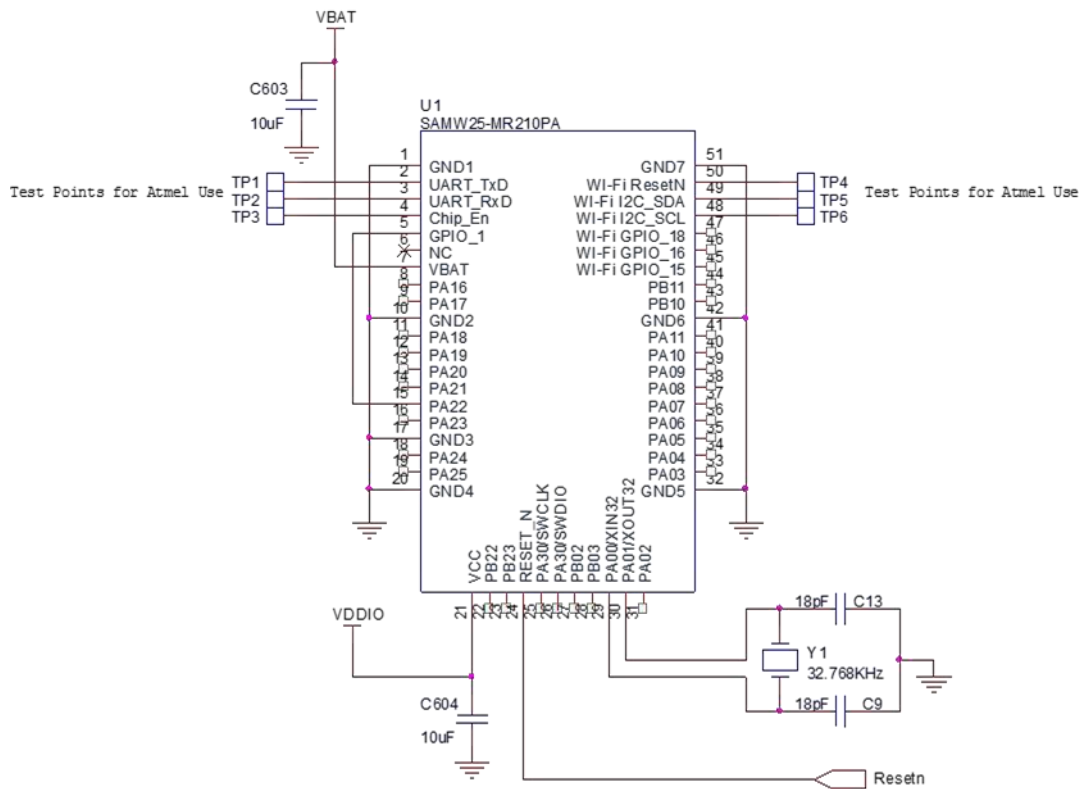 VBAT
C603
10uF
U1
SAMW25-MR210PA
Test Points for Atmel Use
TP1
TP2
TP3
1 GND1
2 UART_TxD
3 UART_RxD
4 Chip_En
5 GPIO_1
6 NC
7 VBAT
8 PA16
9 PA17
10 GND2
11 PA18
12 PA19
13 PA20
14 PA21
15 PA22
16 PA23
17 GND3
18 PA24
19 PA25
20 GND4
GND7 51
WI-Fi ResetN 50
WI-Fi I2C_SDA 49
WI-Fi I2C_SCL 48
WI-Fi GPIO_18 47
WI-Fi GPIO_16 46
WI-Fi GPIO_15 45
PB11 44
PB10 43
GND6 42
PA11 41
PA10 40
PA09 39
PA08 38
PA07 37
PA06 36
PA05 35
PA04 34
PA03 33
GND5 32
TP4
TP5
TP6
Test Points for Atmel Use
VCC 21
PB22 22
PB23 23
RESET_N 24
PA30/SWCLK 25
PA30/SWDIO 26
PB02 27
PB03 28
PA00/XIN32 29
PA01/XOUT32 30
PA02 31
VDDIO
C604
10uF
18pF C13
Y1
32.768KHz
18pF C9
Resetn